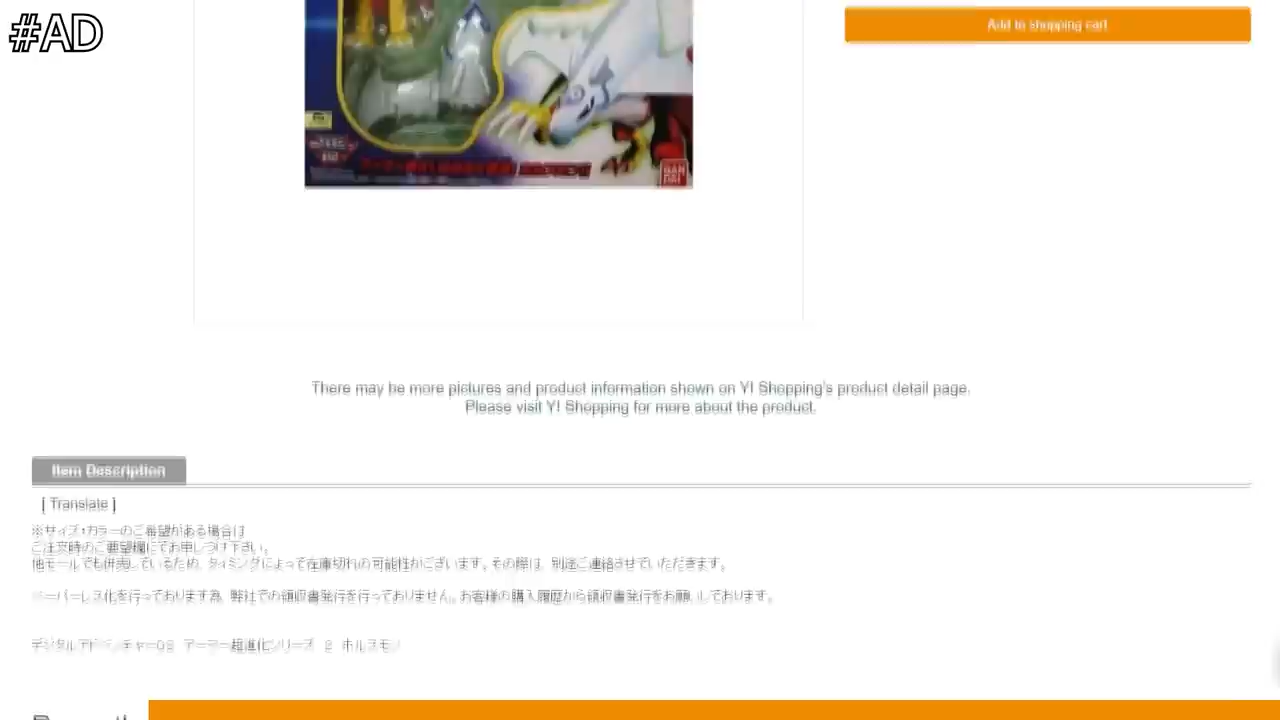 #AD
Add to shopping cart
BAN
DAI
There may be more pictures and product information shown on Y! Shopping's product detail page.
Please visit Y! Shopping for more about the product.
Item Description
[ Translate ]
※サイズ・カラーのご希望がある場合は
ご注文時のご要望欄にてお申しつけ下さい。
他モールでも併売しているため、タイミングによって在庫切れの可能性がございます。その際は、別途ご連絡させていただきます。
ペーパーレス化を行っております為、弊社での領収書発行を行っておりません。お客様の購入履歴から領収書発行をお願いしております。
デジタルアドベンチャー02 アーマー超進化シリーズ 2 ホルスモン